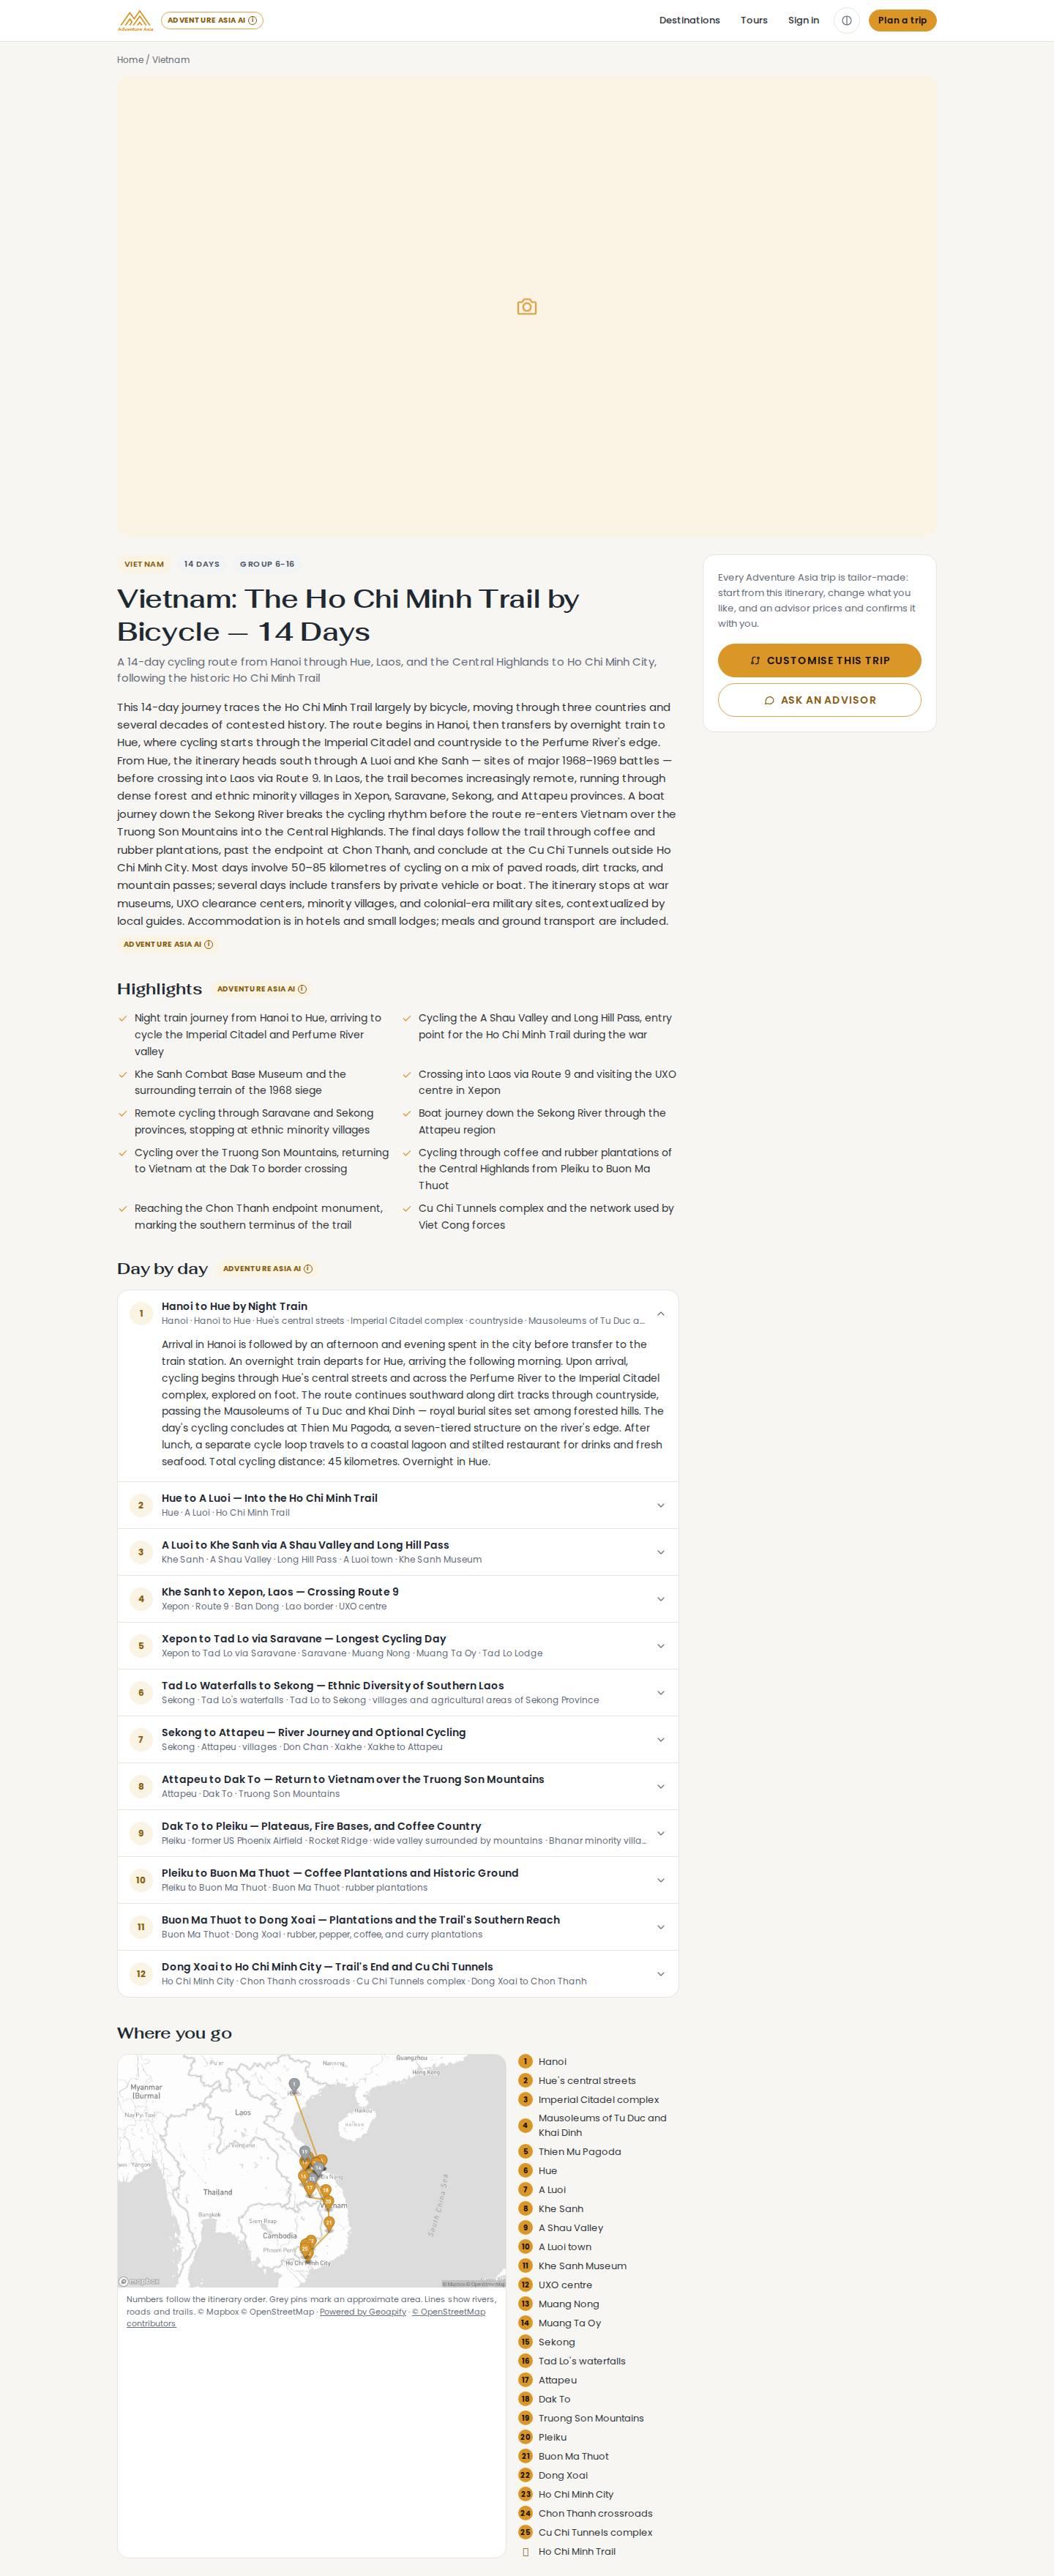 Adventure Asia
ADVENTURE ASIA AI
Destinations
Tours
Sign in
Plan a trip
Home / Vietnam
VIETNAM
14 DAYS
GROUP 6-16
Vietnam: The Ho Chi Minh Trail by
Bicycle — 14 Days
A 14-day cycling route from Hanoi through Hue, Laos, and the Central Highlands to Ho Chi Minh City,
following the historic Ho Chi Minh Trail
This 14-day journey traces the Ho Chi Minh Trail largely by bicycle, moving through three countries and
several decades of contested history. The route begins in Hanoi, then transfers by overnight train to
Hue, where cycling starts through the Imperial Citadel and countryside to the Perfume River's edge.
From Hue, the itinerary heads south through A Luoi and Khe Sanh — sites of major 1968–1969 battles —
before crossing into Laos via Route 9. In Laos, the trail becomes increasingly remote, running through
dense forest and ethnic minority villages in Xepon, Saravane, Sekong, and Attapeu provinces. A boat
journey down the Sekong River breaks the cycling rhythm before the route re-enters Vietnam over the
Truong Son Mountains into the Central Highlands. The final days follow the trail through coffee and
rubber plantations, past the endpoint at Chon Thanh, and conclude at the Cu Chi Tunnels outside Ho
Chi Minh City. Most days involve 50–85 kilometres of cycling on a mix of paved roads, dirt tracks, and
mountain passes; several days include transfers by private vehicle or boat. The itinerary stops at war
museums, UXO clearance centers, minority villages, and colonial-era military sites, contextualized by
local guides. Accommodation is in hotels and small lodges; meals and ground transport are included.
ADVENTURE ASIA AI
Every Adventure Asia trip is tailor-made:
start from this itinerary, change what you
like, and an advisor prices and confirms it
with you.
CUSTOMISE THIS TRIP
ASK AN ADVISOR
Highlights
ADVENTURE ASIA AI
Night train journey from Hanoi to Hue, arriving to
cycle the Imperial Citadel and Perfume River
valley
Cycling the A Shau Valley and Long Hill Pass, entry
point for the Ho Chi Minh Trail during the war
Khe Sanh Combat Base Museum and the
surrounding terrain of the 1968 siege
Crossing into Laos via Route 9 and visiting the UXO
centre in Xepon
Remote cycling through Saravane and Sekong
provinces, stopping at ethnic minority villages
Boat journey down the Sekong River through the
Attapeu region
Cycling over the Truong Son Mountains, returning
to Vietnam at the Dak To border crossing
Cycling through coffee and rubber plantations of
the Central Highlands from Pleiku to Buon Ma
Thuot
Reaching the Chon Thanh endpoint monument,
marking the southern terminus of the trail
Cu Chi Tunnels complex and the network used by
Viet Cong forces
Day by day
ADVENTURE ASIA AI
1
Hanoi to Hue by Night Train
Hanoi · Hanoi to Hue · Hue's central streets · Imperial Citadel complex · countryside · Mausoleums of Tu Duc a...
Arrival in Hanoi is followed by an afternoon and evening spent in the city before transfer to the
train station. An overnight train departs for Hue, arriving the following morning. Upon arrival,
cycling begins through Hue's central streets and across the Perfume River to the Imperial Citadel
complex, explored on foot. The route continues southward along dirt tracks through countryside,
passing the Mausoleums of Tu Duc and Khai Dinh — royal burial sites set among forested hills. The
day's cycling concludes at Thien Mu Pagoda, a seven-tiered structure on the river's edge. After
lunch, a separate cycle loop travels to a coastal lagoon and stilted restaurant for drinks and fresh
seafood. Total cycling distance: 45 kilometres. Overnight in Hue.
2
Hue to A Luoi — Into the Ho Chi Minh Trail
Hue · A Luoi · Ho Chi Minh Trail
3
A Luoi to Khe Sanh via A Shau Valley and Long Hill Pass
Khe Sanh · A Shau Valley · Long Hill Pass · A Luoi town · Khe Sanh Museum
4
Khe Sanh to Xepon, Laos — Crossing Route 9
Xepon · Route 9 · Ban Dong · Lao border · UXO centre
5
Xepon to Tad Lo via Saravane — Longest Cycling Day
Xepon to Tad Lo via Saravane · Saravane · Muang Nong · Muang Ta Oy · Tad Lo Lodge
6
Tad Lo Waterfalls to Sekong — Ethnic Diversity of Southern Laos
Sekong · Tad Lo's waterfalls · Tad Lo to Sekong · villages and agricultural areas of Sekong Province
7
Sekong to Attapeu — River Journey and Optional Cycling
Sekong · Attapeu · villages · Don Chan · Xakhe · Xakhe to Attapeu
8
Attapeu to Dak To — Return to Vietnam over the Truong Son Mountains
Attapeu · Dak To · Truong Son Mountains
9
Dak To to Pleiku — Plateaus, Fire Bases, and Coffee Country
Pleiku · former US Phoenix Airfield · Rocket Ridge · wide valley surrounded by mountains · Bhanar minority villa...
10
Pleiku to Buon Ma Thuot — Coffee Plantations and Historic Ground
Pleiku to Buon Ma Thuot · Buon Ma Thuot · rubber plantations
11
Buon Ma Thuot to Dong Xoai — Plantations and the Trail's Southern Reach
Buon Ma Thuot · Dong Xoai · rubber, pepper, coffee, and curry plantations
12
Dong Xoai to Ho Chi Minh City — Trail's End and Cu Chi Tunnels
Ho Chi Minh City · Chon Thanh crossroads · Cu Chi Tunnels complex · Dong Xoai to Chon Thanh
Where you go
Guangzhou
Nanning
Hong Kong
Myanmar
(Burma)
Laos
Haikou
Thailand
Bangkok
Siem Reap
Cambodia
Ho Chi Minh City
South China Sea
mapbox
Numbers follow the itinerary order. Grey pins mark an approximate area. Lines show rivers,
roads and trails. © Mapbox © OpenStreetMap · Powered by Geoapify · © OpenStreetMap
contributors
1 Hanoi
2 Hue's central streets
3 Imperial Citadel complex
4 Mausoleums of Tu Duc and
Khai Dinh
5 Thien Mu Pagoda
6 Hue
7 A Luoi
8 Khe Sanh
9 A Shau Valley
10 A Luoi town
11 Khe Sanh Museum
12 UXO centre
13 Muang Nong
14 Muang Ta Oy
15 Sekong
16 Tad Lo's waterfalls
17 Attapeu
18 Dak To
19 Truong Son Mountains
20 Pleiku
21 Buon Ma Thuot
22 Dong Xoai
23 Ho Chi Minh City
24 Chon Thanh crossroads
25 Cu Chi Tunnels complex
Ho Chi Minh Trail